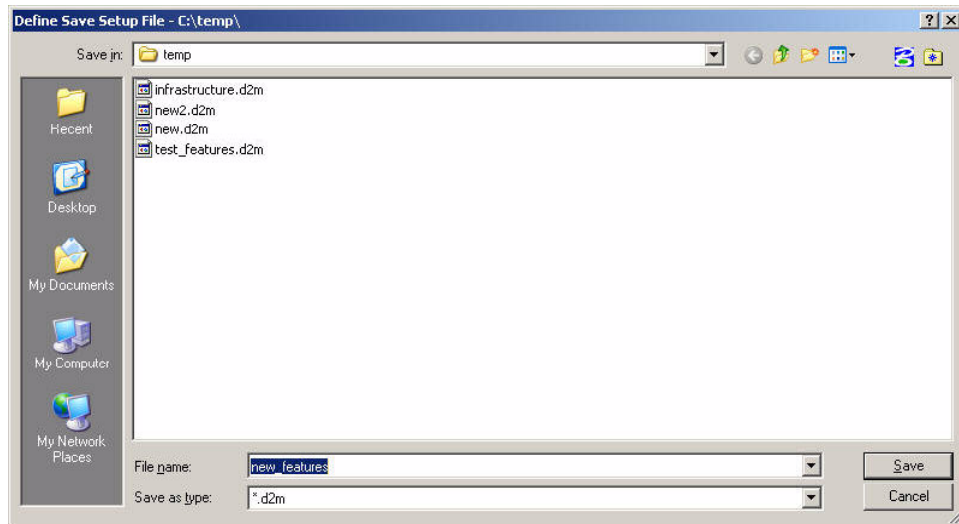 Define Save Setup File - C:\temp\
Save in: temp
infrastructure.d2m
new2.d2m
new.d2m
test_features.d2m
Recent
Desktop
My Documents
My Computer
My Network
Places
File name: new_features Save
Save as type: *.d2m Cancel